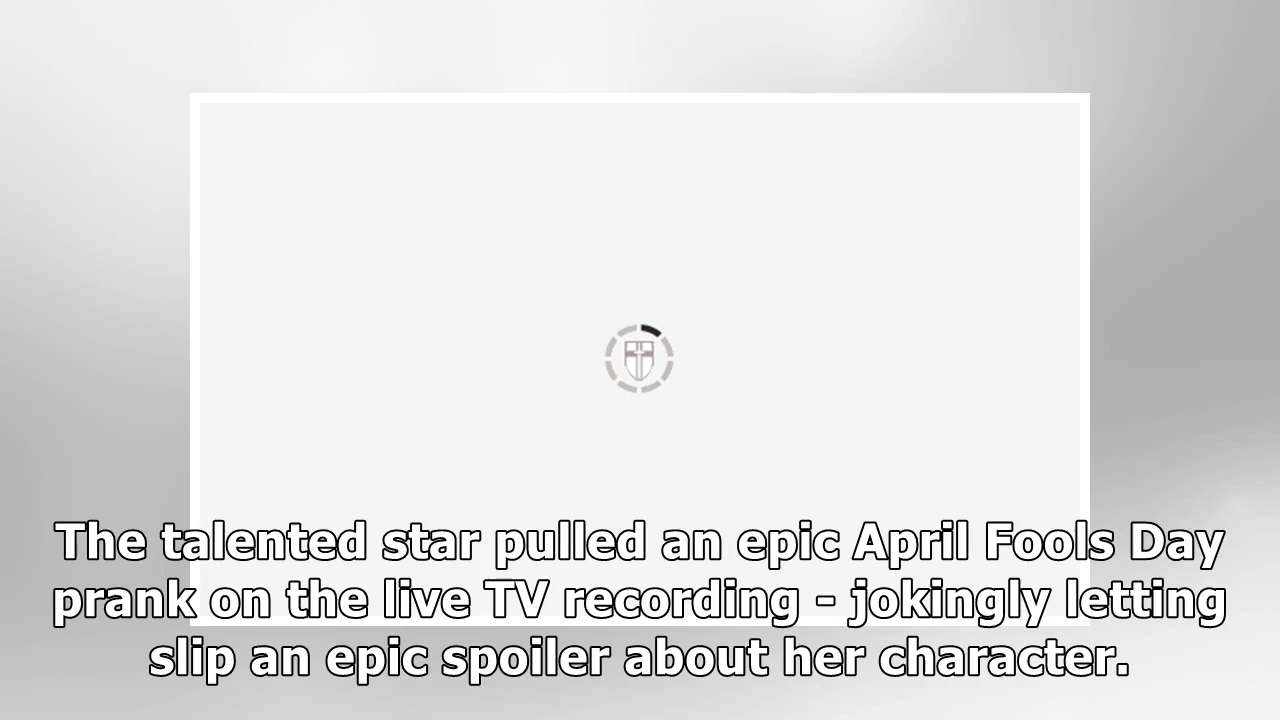 The talented star pulled an epic April Fools Day
prank on the live TV recording - jokingly letting
slip an epic spoiler about her character.